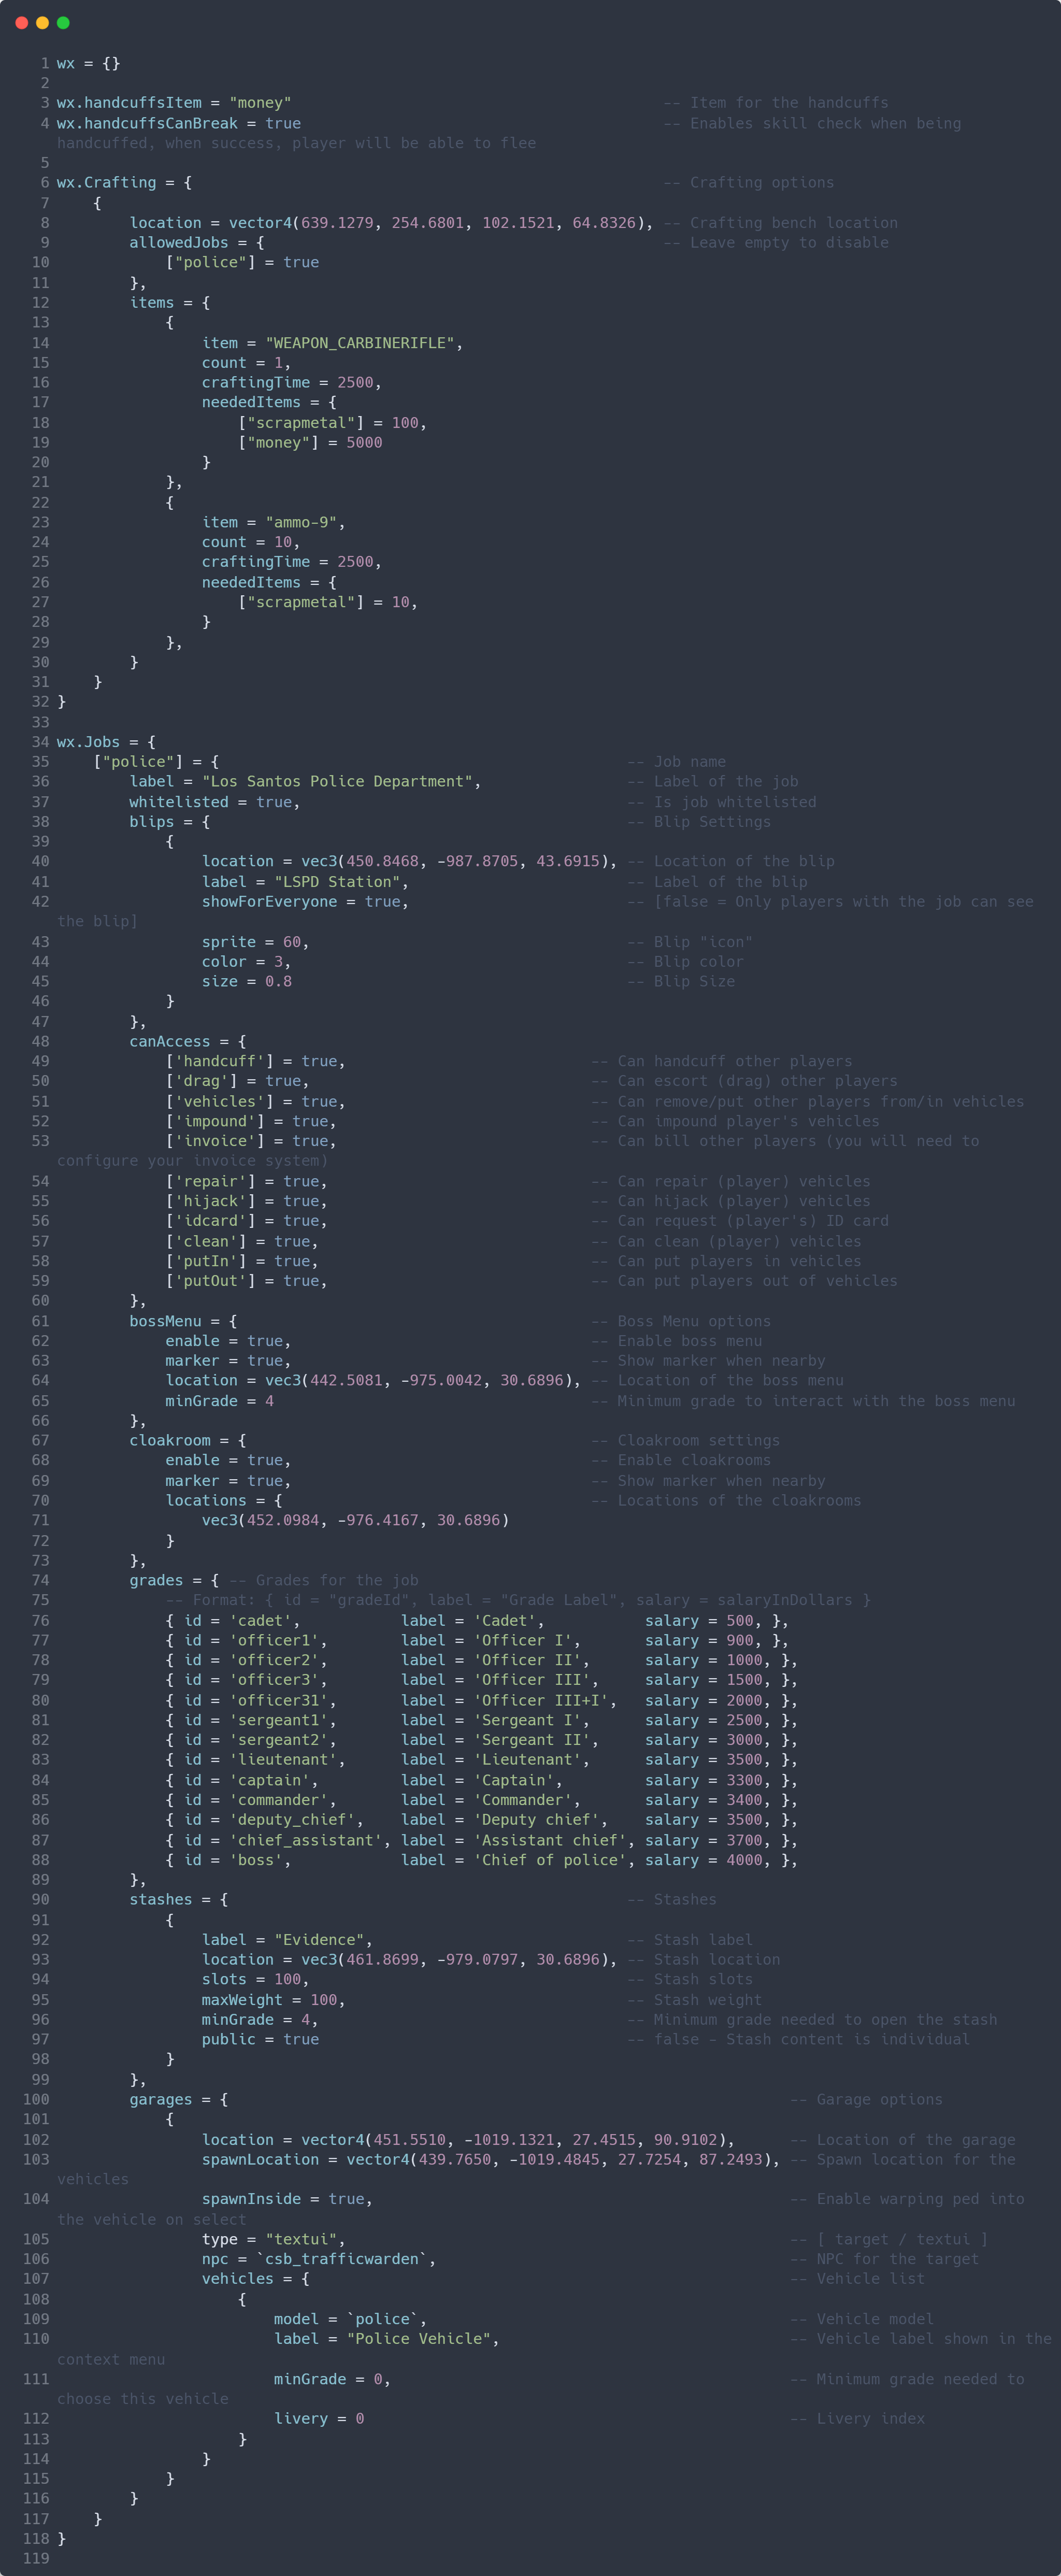 1 wx = {}
2
3 wx.handcuffsItem = "money"                                         -- Item for the handcuffs
4 wx.handcuffsCanBreak = true                                        -- Enables skill check when being
handcuffed, when success, player will be able to flee
5
6 wx.Crafting = {                                                    -- Crafting options
7     {
8         location = vector4(639.1279, 254.6801, 102.1521, 64.8326), -- Crafting bench location
9         allowedJobs = {                                            -- Leave empty to disable
10             ["police"] = true
11         },
12         items = {
13             {
14                 item = "WEAPON_CARBINERIFLE",
15                 count = 1,
16                 craftingTime = 2500,
17                 neededItems = {
18                     ["scrapmetal"] = 100,
19                     ["money"] = 5000
20                 }
21             },
22             {
23                 item = "ammo-9",
24                 count = 10,
25                 craftingTime = 2500,
26                 neededItems = {
27                     ["scrapmetal"] = 10,
28                 }
29             },
30         }
31     }
32 }
33
34 wx.Jobs = {
35     ["police"] = {                                             -- Job name
36         label = "Los Santos Police Department",                -- Label of the job
37         whitelisted = true,                                    -- Is job whitelisted
38         blips = {                                              -- Blip Settings
39             {
40                 location = vec3(450.8468, -987.8705, 43.6915), -- Location of the blip
41                 label = "LSPD Station",                        -- Label of the blip
42                 showForEveryone = true,                        -- [false = Only players with the job can see
the blip]
43                 sprite = 60,                                   -- Blip "icon"
44                 color = 3,                                     -- Blip color
45                 size = 0.8                                     -- Blip Size
46             }
47         },
48         canAccess = {
49             ['handcuff'] = true,                           -- Can handcuff other players
50             ['drag'] = true,                               -- Can escort (drag) other players
51             ['vehicles'] = true,                           -- Can remove/put other players from/in vehicles
52             ['impound'] = true,                            -- Can impound player's vehicles
53             ['invoice'] = true,                            -- Can bill other players (you will need to
configure your invoice system)
54             ['repair'] = true,                             -- Can repair (player) vehicles
55             ['hijack'] = true,                             -- Can hijack (player) vehicles
56             ['idcard'] = true,                             -- Can request (player's) ID card
57             ['clean'] = true,                              -- Can clean (player) vehicles
58             ['putIn'] = true,                              -- Can put players in vehicles
59             ['putOut'] = true,                             -- Can put players out of vehicles
60         },
61         bossMenu = {                                       -- Boss Menu options
62             enable = true,                                 -- Enable boss menu
63             marker = true,                                 -- Show marker when nearby
64             location = vec3(442.5081, -975.0042, 30.6896), -- Location of the boss menu
65             minGrade = 4                                   -- Minimum grade to interact with the boss menu
66         },
67         cloakroom = {                                      -- Cloakroom settings
68             enable = true,                                 -- Enable cloakrooms
69             marker = true,                                 -- Show marker when nearby
70             locations = {                                  -- Locations of the cloakrooms
71                 vec3(452.0984, -976.4167, 30.6896)
72             }
73         },
74         grades = { -- Grades for the job
75             -- Format: { id = "gradeId", label = "Grade Label", salary = salaryInDollars }
76             { id = 'cadet',           label = 'Cadet',           salary = 500, },
77             { id = 'officer1',        label = 'Officer I',       salary = 900, },
78             { id = 'officer2',        label = 'Officer II',      salary = 1000, },
79             { id = 'officer3',        label = 'Officer III',     salary = 1500, },
80             { id = 'officer31',       label = 'Officer III+I',   salary = 2000, },
81             { id = 'sergeant1',       label = 'Sergeant I',      salary = 2500, },
82             { id = 'sergeant2',       label = 'Sergeant II',     salary = 3000, },
83             { id = 'lieutenant',      label = 'Lieutenant',      salary = 3500, },
84             { id = 'captain',         label = 'Captain',         salary = 3300, },
85             { id = 'commander',       label = 'Commander',       salary = 3400, },
86             { id = 'deputy_chief',    label = 'Deputy chief',    salary = 3500, },
87             { id = 'chief_assistant', label = 'Assistant chief', salary = 3700, },
88             { id = 'boss',            label = 'Chief of police', salary = 4000, },
89         },
90         stashes = {                                            -- Stashes
91             {
92                 label = "Evidence",                            -- Stash label
93                 location = vec3(461.8699, -979.0797, 30.6896), -- Stash location
94                 slots = 100,                                   -- Stash slots
95                 maxWeight = 100,                               -- Stash weight
96                 minGrade = 4,                                  -- Minimum grade needed to open the stash
97                 public = true                                  -- false - Stash content is individual
98             }
99         },
100         garages = {                                                              -- Garage options
101             {
102                 location = vector4(451.5510, -1019.1321, 27.4515, 90.9102),      -- Location of the garage
103                 spawnLocation = vector4(439.7650, -1019.4845, 27.7254, 87.2493), -- Spawn location for the
vehicles
104                 spawnInside = true,                                              -- Enable warping ped into
the vehicle on select
105                 type = "textui",                                                 -- [ target / textui ]
106                 npc = `csb_trafficwarden`,                                       -- NPC for the target
107                 vehicles = {                                                     -- Vehicle list
108                     {
109                         model = `police`,                                        -- Vehicle model
110                         label = "Police Vehicle",                                -- Vehicle label shown in the
context menu
111                         minGrade = 0,                                            -- Minimum grade needed to
choose this vehicle
112                         livery = 0                                               -- Livery index
113                     }
114                 }
115             }
116         }
117     }
118 }
119